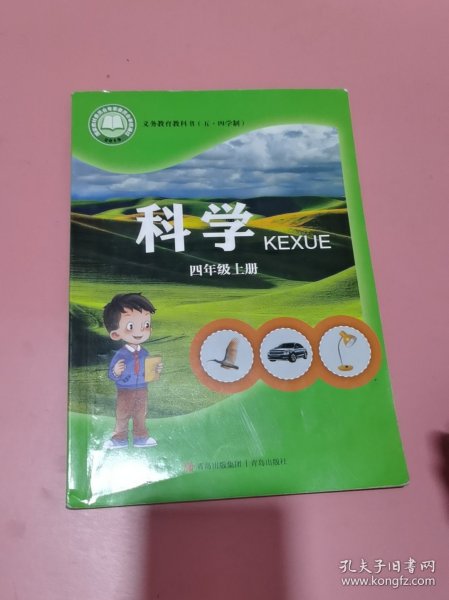 义务教育教科书(五·四学制)
科学
KEXUE
四年级上册
青岛出版集团|青岛出版社
孔夫子旧书网
www.kongfz.com